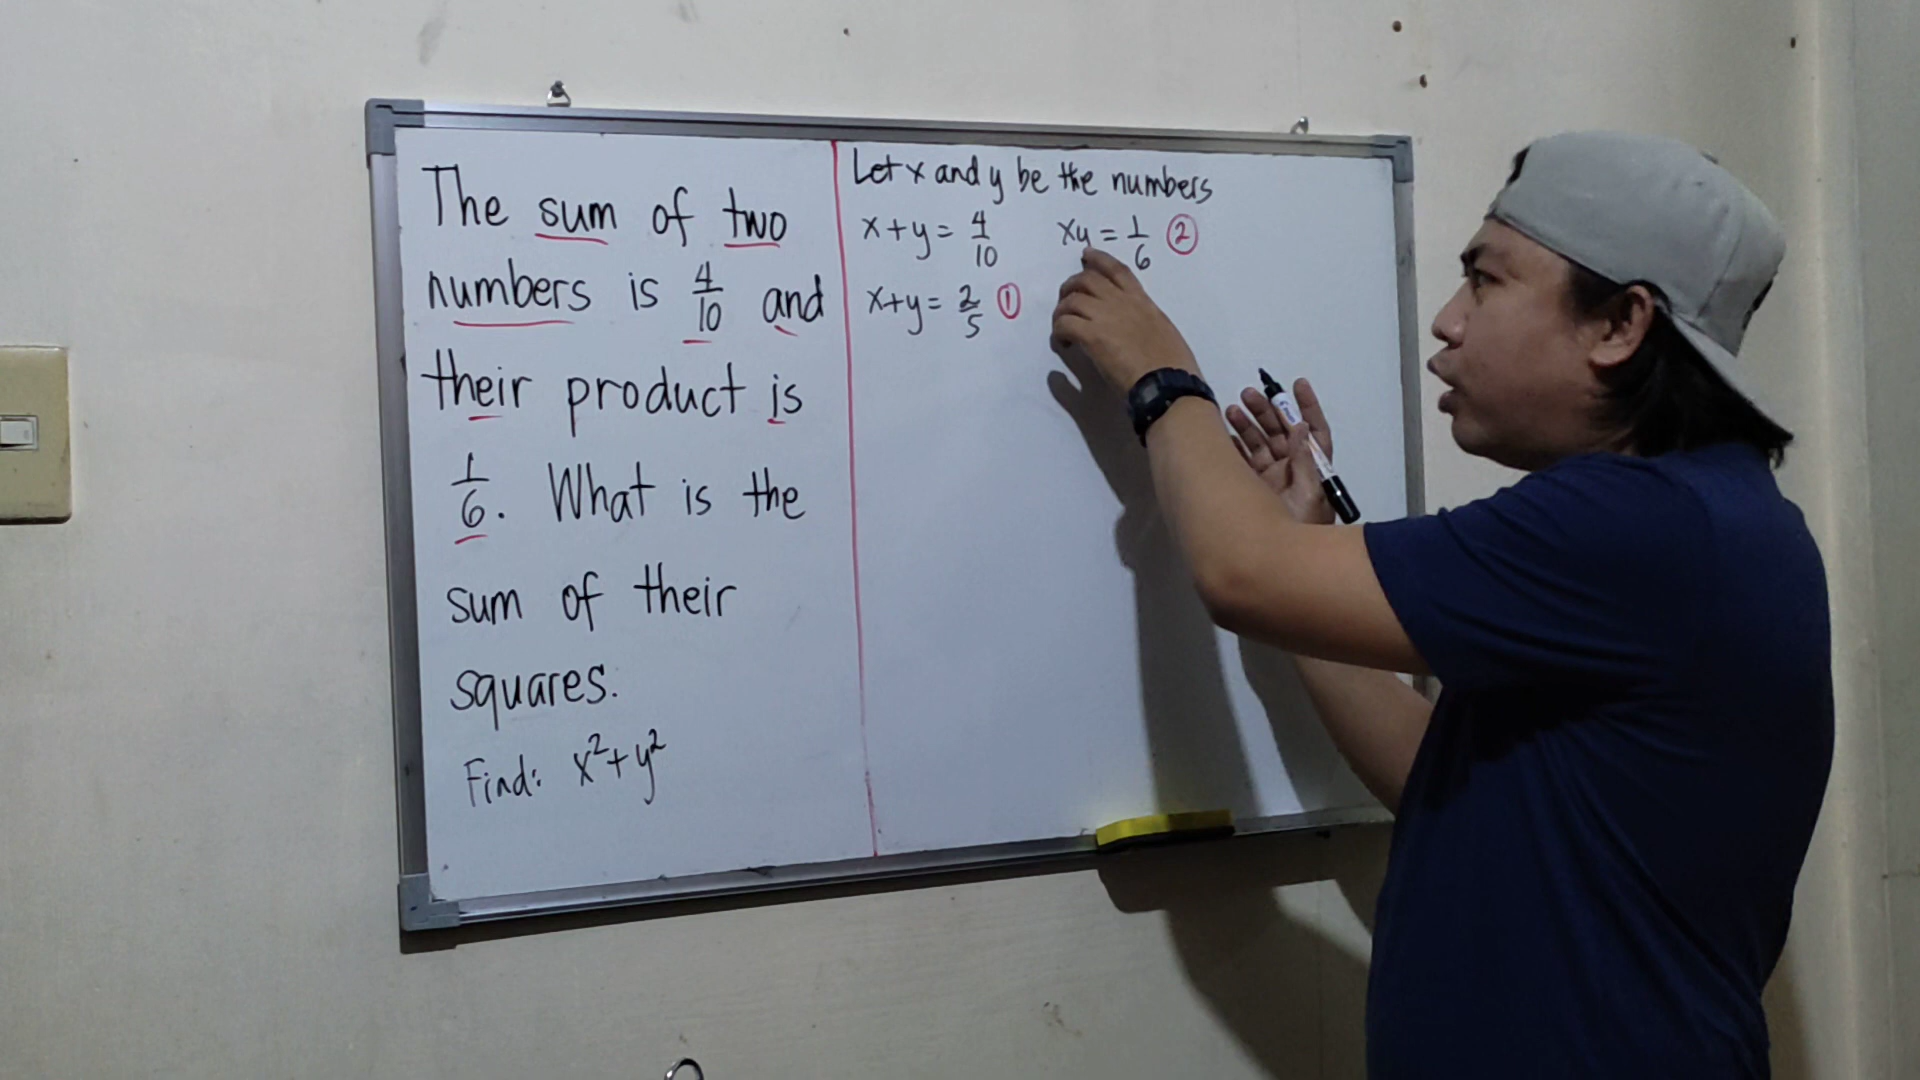 The sum of two
numbers is 4/10 and
their product is
1/6. What is the
sum of their
squares.
Find: x²+y²
Let x and y be the numbers
x+y = 4/10 xy = 1/6 ②
x+y = 2/5 ①